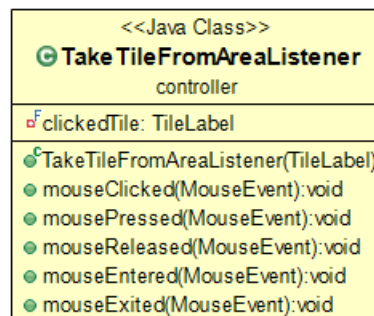 <<Java Class>>
TakeTileFromAreaListener
controller
clickedTile: TileLabel
TakeTileFromAreaListener(TileLabel)
mouseClicked(MouseEvent):void
mousePressed(MouseEvent):void
mouseReleased(MouseEvent):void
mouseEntered(MouseEvent):void
mouseExited(MouseEvent):void